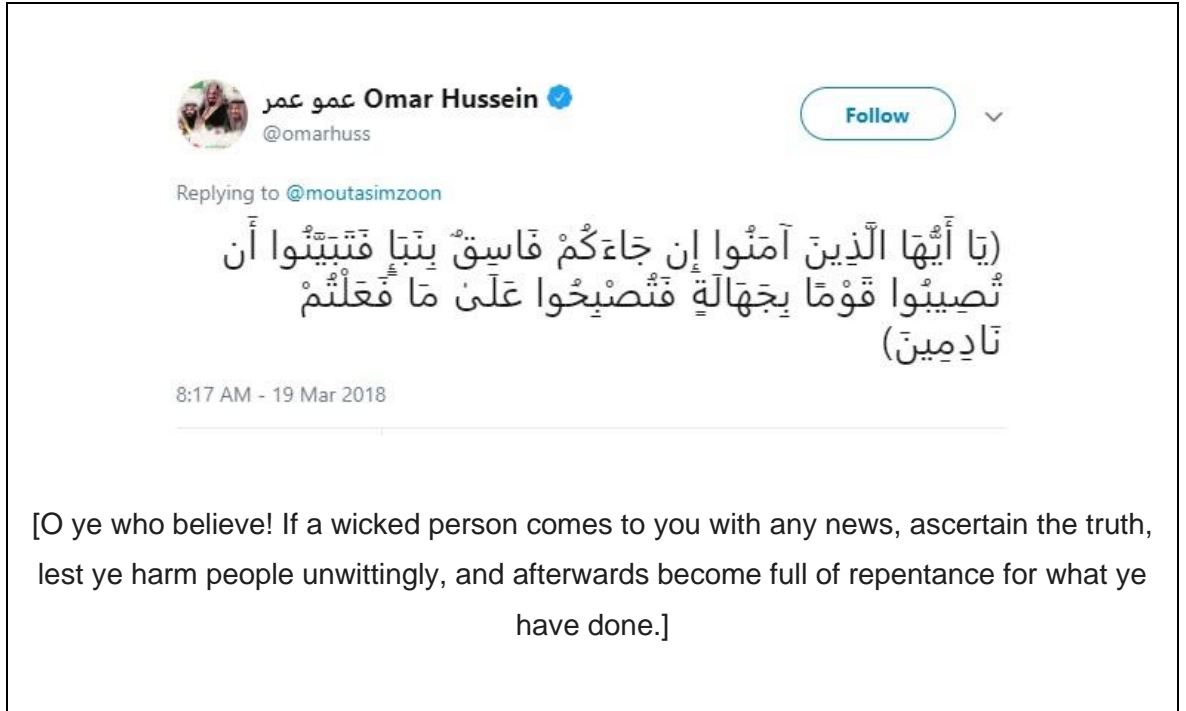 عمو عمر Omar Hussein
Follow
@omarhuss
Replying to @moutasimzoon
(يَا أَيُّهَا الَّذِينَ آمَنُوا إِن جَاءَكُمْ فَاسِقٌ بِنَبَإٍ فَتَبَيَّنُوا أَن
تُصِيبُوا قَوْمًا بِجَهَالَةٍ فَتُصْبِحُوا عَلَىٰ مَا فَعَلْتُمْ
نَادِمِينَ)
8:17 AM - 19 Mar 2018
[O ye who believe! If a wicked person comes to you with any news, ascertain the truth,
lest ye harm people unwittingly, and afterwards become full of repentance for what ye
have done.]